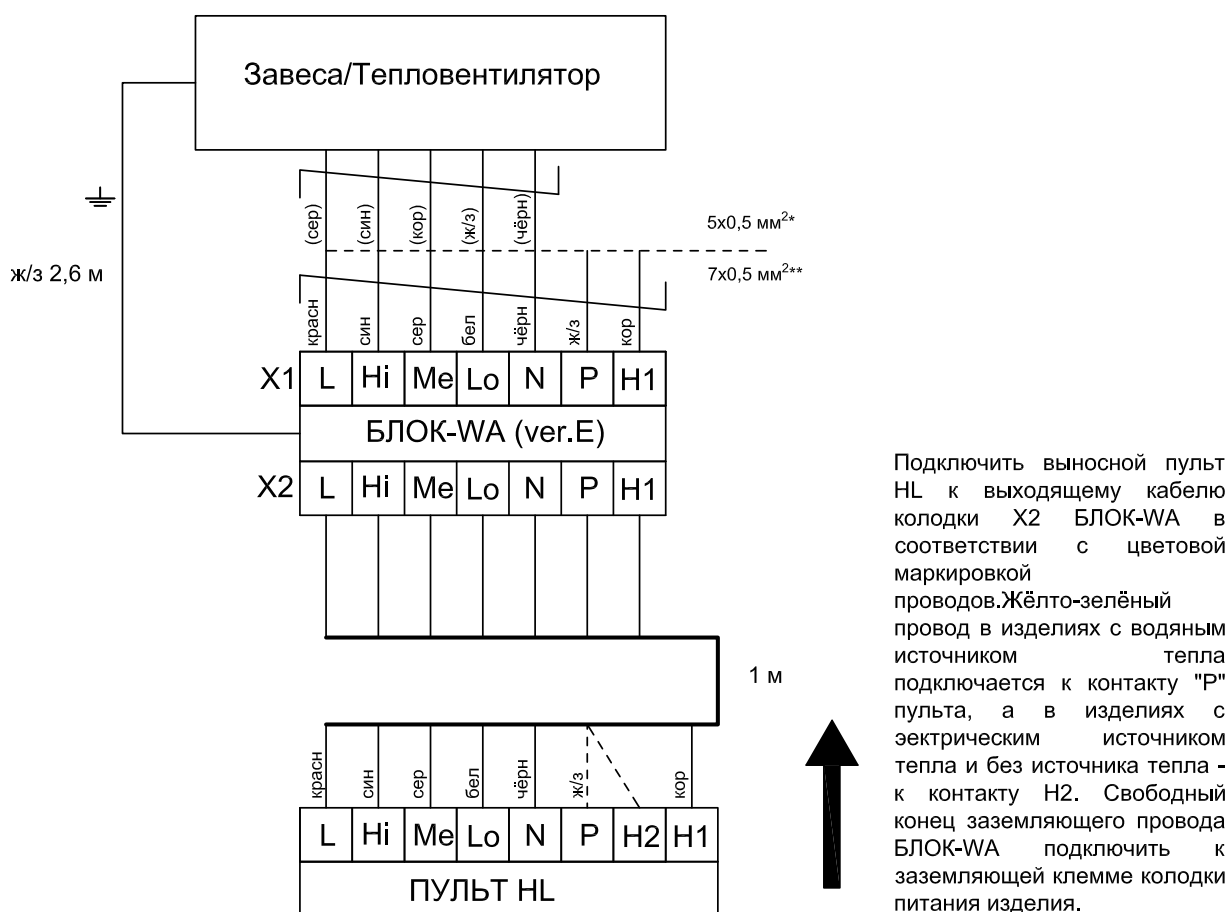 Завеса/Тепловентилятор
(сер) (син) (кор) (ж/з) (чёрн)
5х0,5 мм²*
ж/з 2,6 м
7х0,5 мм²**
красн син сер бел чёрн ж/з кор
X1 L Hi Me Lo N P H1
БЛОК-WA (ver.E)
X2 L Hi Me Lo N P H1
1 м
красн син сер бел чёрн ж/з кор
L Hi Me Lo N P H2 H1
ПУЛЬТ HL
Подключить выносной пульт
HL к выходящему кабелю
колодки X2 БЛОК-WA в
соответствии с цветовой
маркировкой
проводов.Жёлто-зелёный
провод в изделиях с водяным
источником тепла
подключается к контакту "Р"
пульта, а в изделиях с
эектрическим источником
тепла и без источника тепла -
к контакту Н2. Свободный
конец заземляющего провода
БЛОК-WA подключить к
заземляющей клемме колодки
питания изделия.